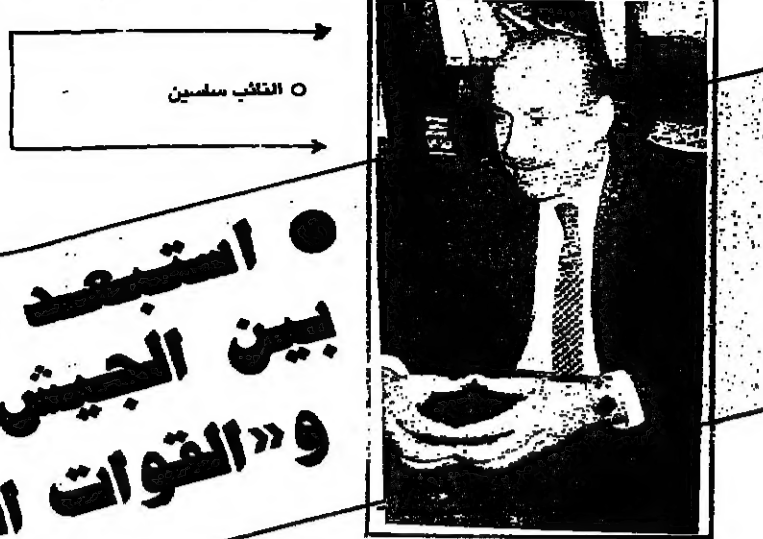 ○ النائب سلسين
● استبعد
بين الجيش
و«القوات ا